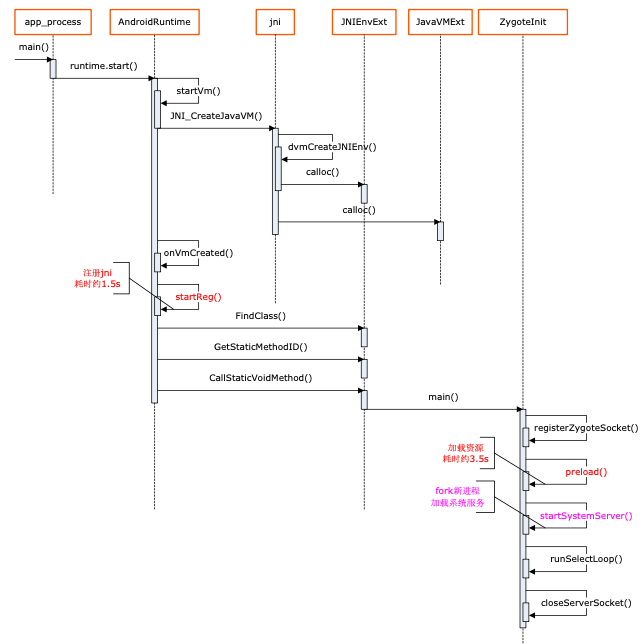 app_process
AndroidRuntime
jni
JNIEnvExt
JavaVMExt
ZygoteInit
main()
runtime.start()
startVm()
JNI_CreateJavaVM()
dvmCreateJNIEnv()
calloc()
calloc()
onVmCreated()
注册jni
耗时约1.5s
startReg()
FindClass()
GetStaticMethodID()
CallStaticVoidMethod()
main()
registerZygoteSocket()
加载资源
耗时约3.5s
preload()
fork新进程
加载系统服务
startSystemServer()
runSelectLoop()
closeServerSocket()